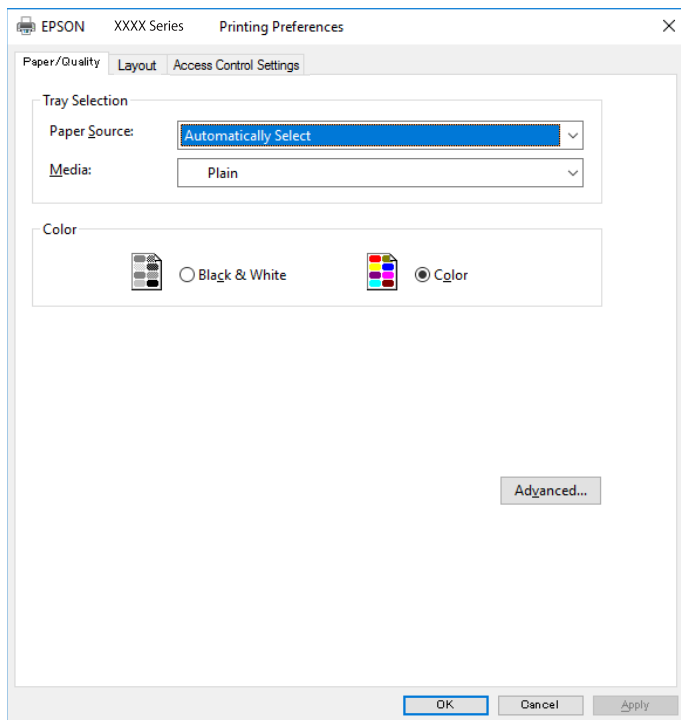 EPSON XXXX Series Printing Preferences
Paper/Quality Layout Access Control Settings
Tray Selection
Paper Source: Automatically Select
Media: Plain
Color
Black & White Color
Advanced...
OK Cancel Apply